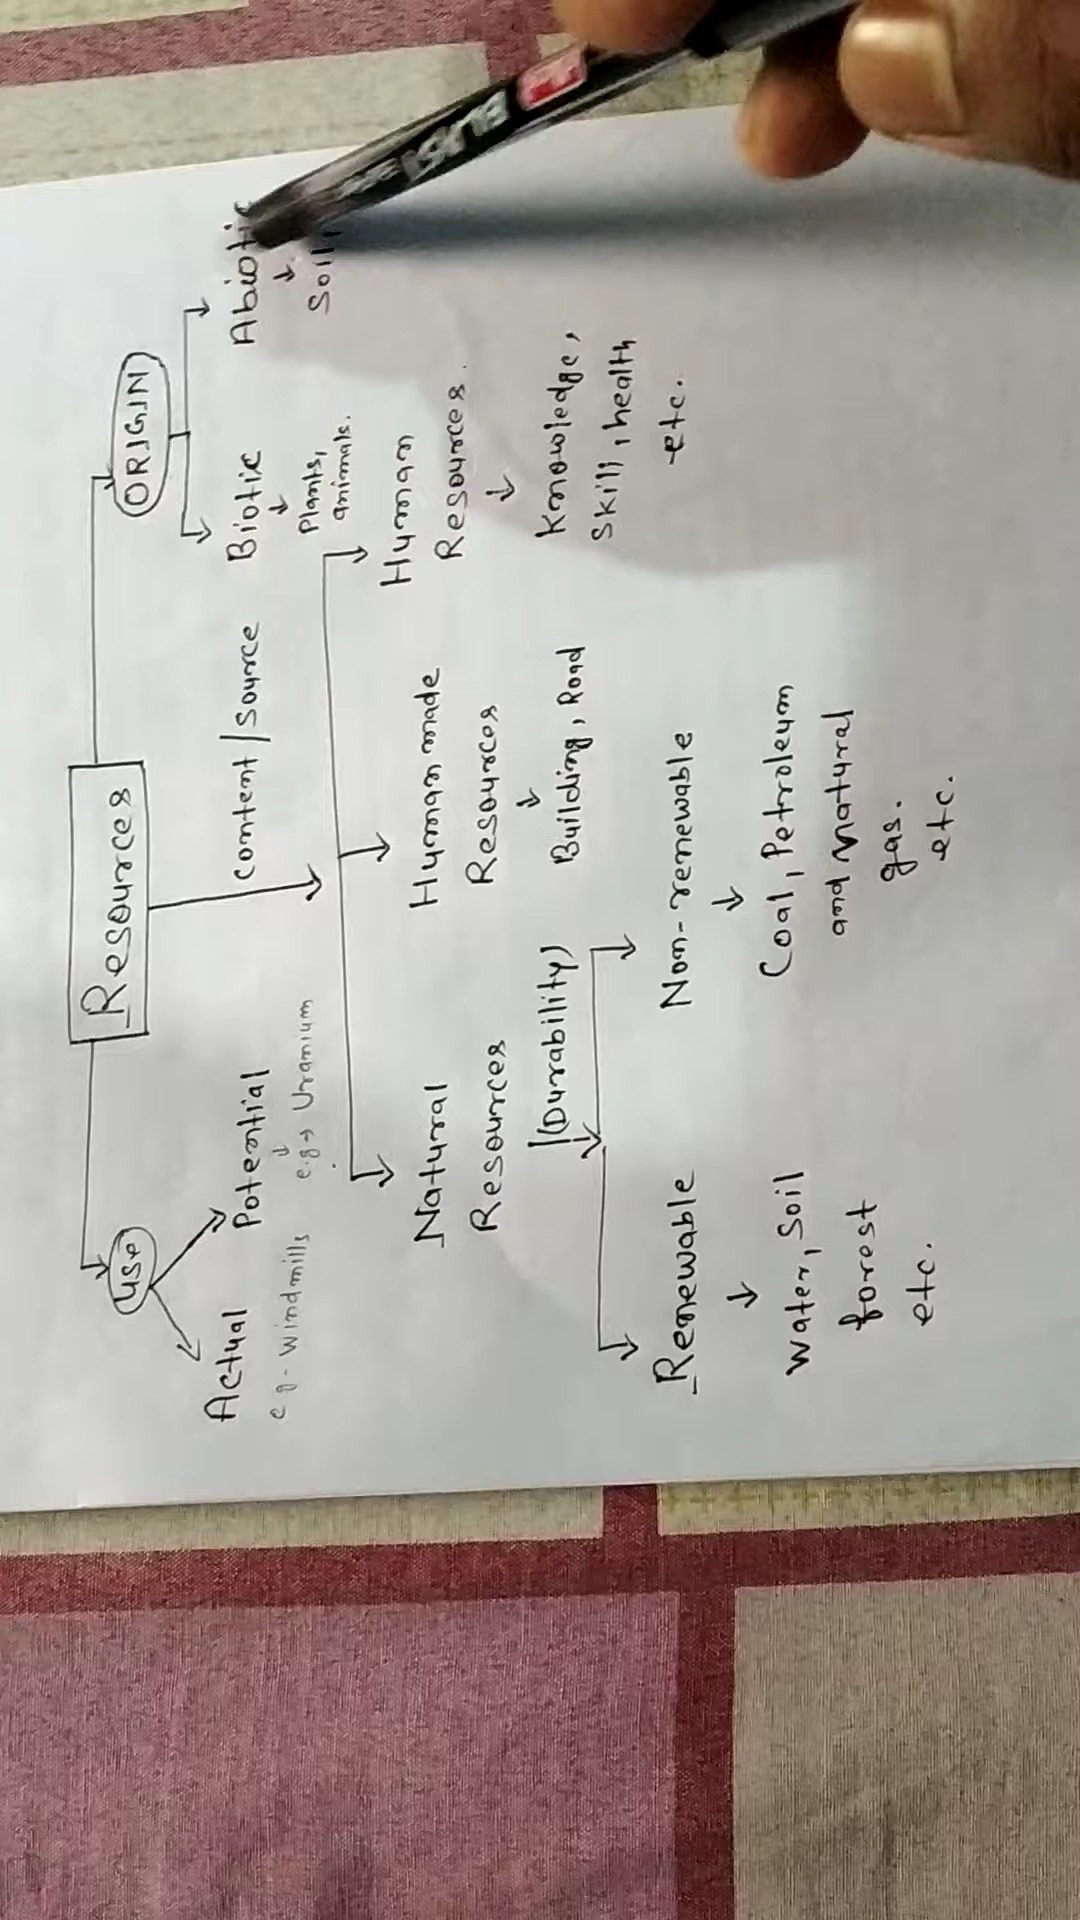 Resources
Use
Content/Source
ORIGIN
Actual
Potential
Biotic
Abiotic
e.g - Windmills
e.g → Uranium
Plants,
animals.
Soil,
Natural
Resources
Human made
Resources
Human
Resources.
(Durability)
Building, Road
Knowledge,
Skill, health
etc.
Renewable
Non-renewable
Water, Soil
forest
etc.
Coal, Petroleum
and Natural
gas.
etc.